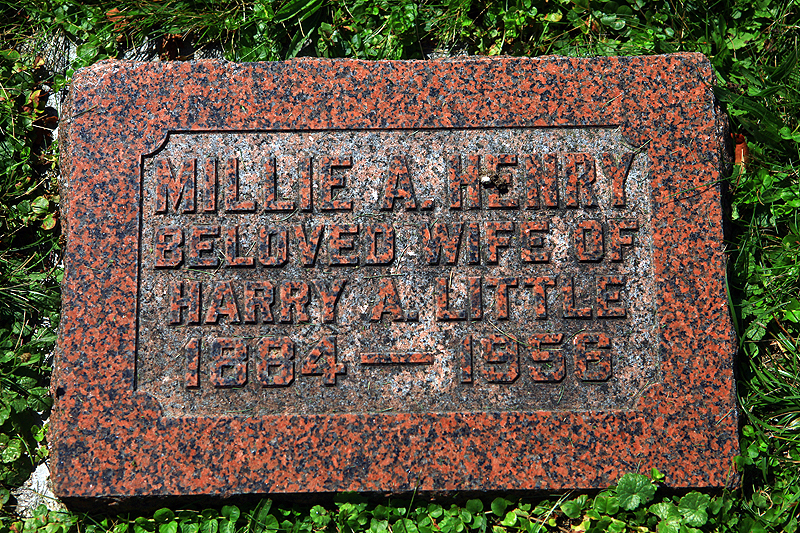 MILLIE A. HENRY
BELOVED WIFE OF
HARRY A. LITTLE
1884 — 1956